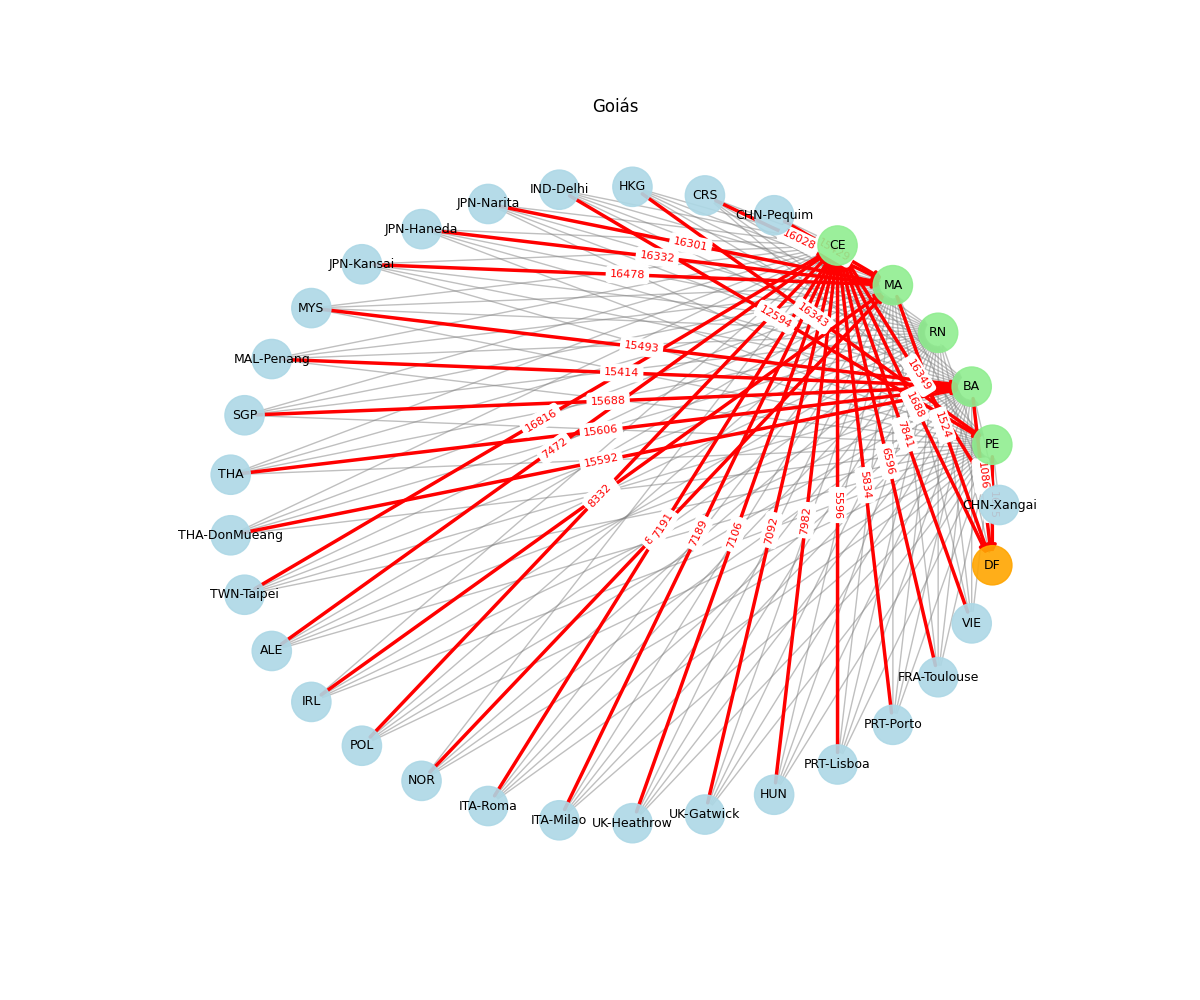 Goiás
HKG
IND-Delhi
CRS
JPN-Narita
CHN-Pequim
JPN-Haneda
16028
CE
16301
16332
JPN-Kansai
16478
MA
MYS
12594
16343
RN
15493
MAL-Penang
15414
16349
BA
15688
1688
SGP
16816
1524
15606
7841
PE
7472
15592
6596
THA
1086
5834
8332
5596
CHN-Xangai
7982
7191
7189
7106
7092
THA-DonMueang
DF
TWN-Taipei
VIE
ALE
FRA-Toulouse
IRL
PRT-Porto
POL
PRT-Lisboa
NOR
HUN
ITA-Roma
UK-Gatwick
ITA-Milao
UK-Heathrow